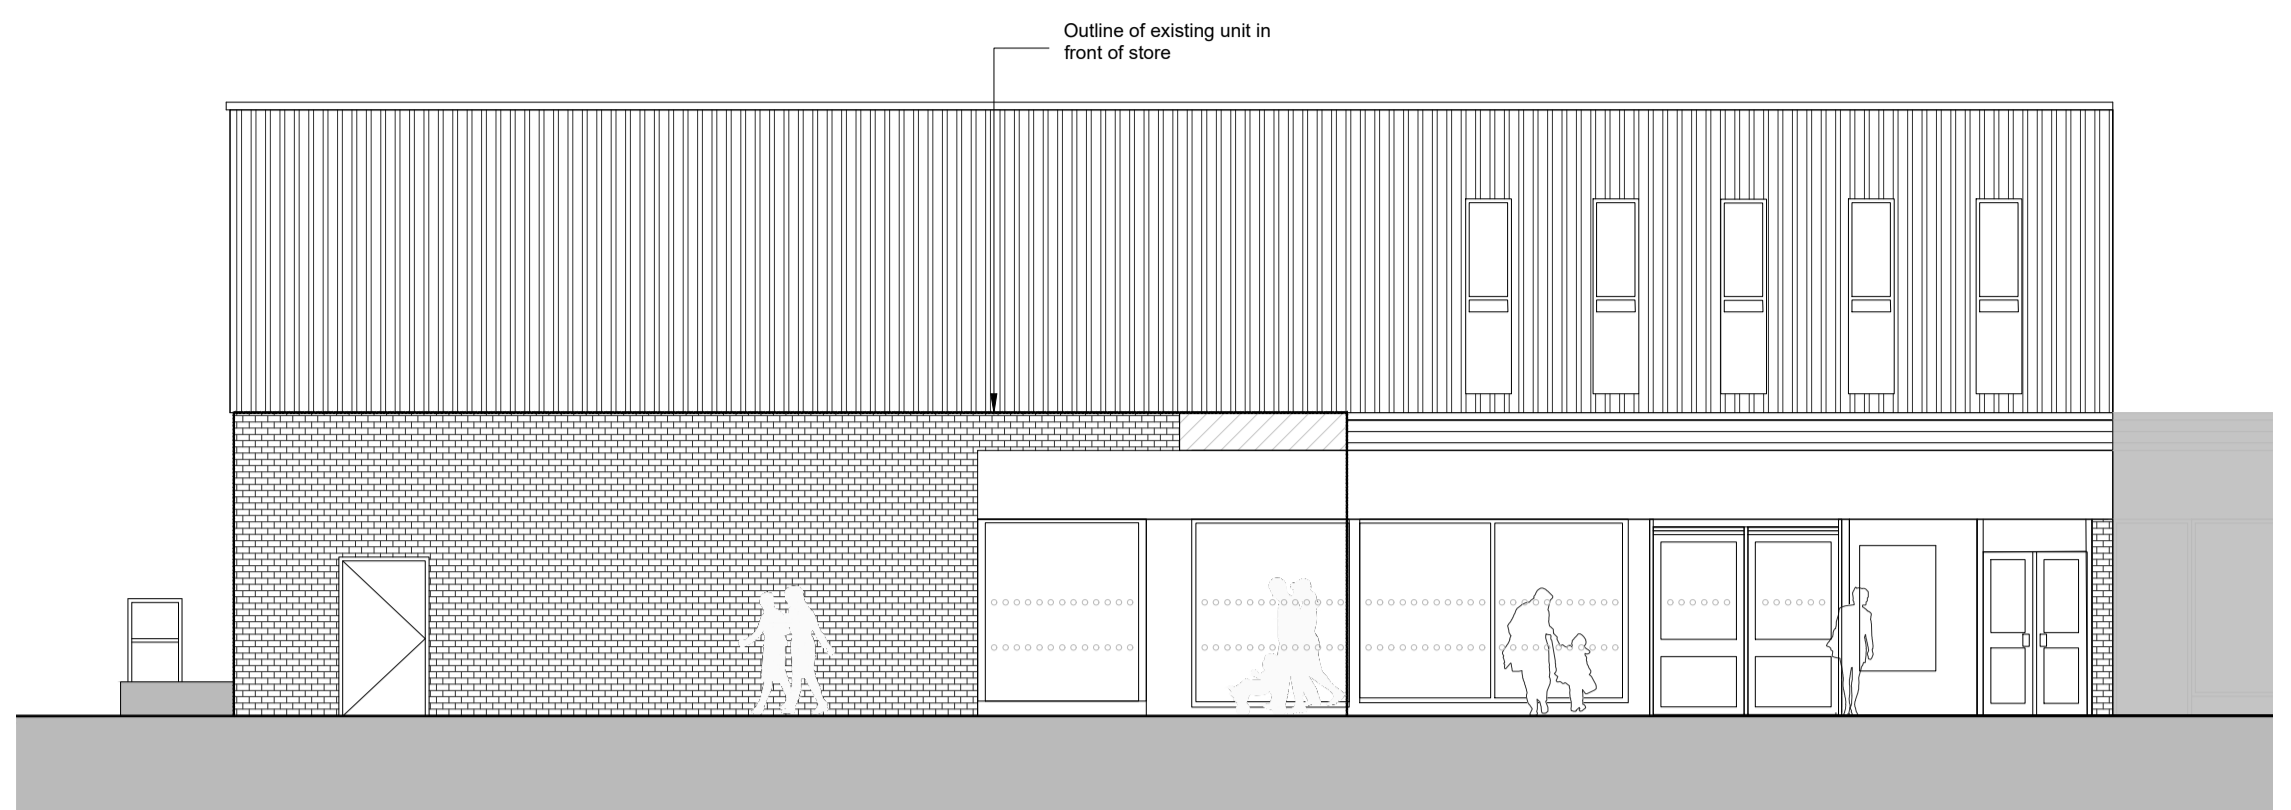 Outline of existing unit in
front of store